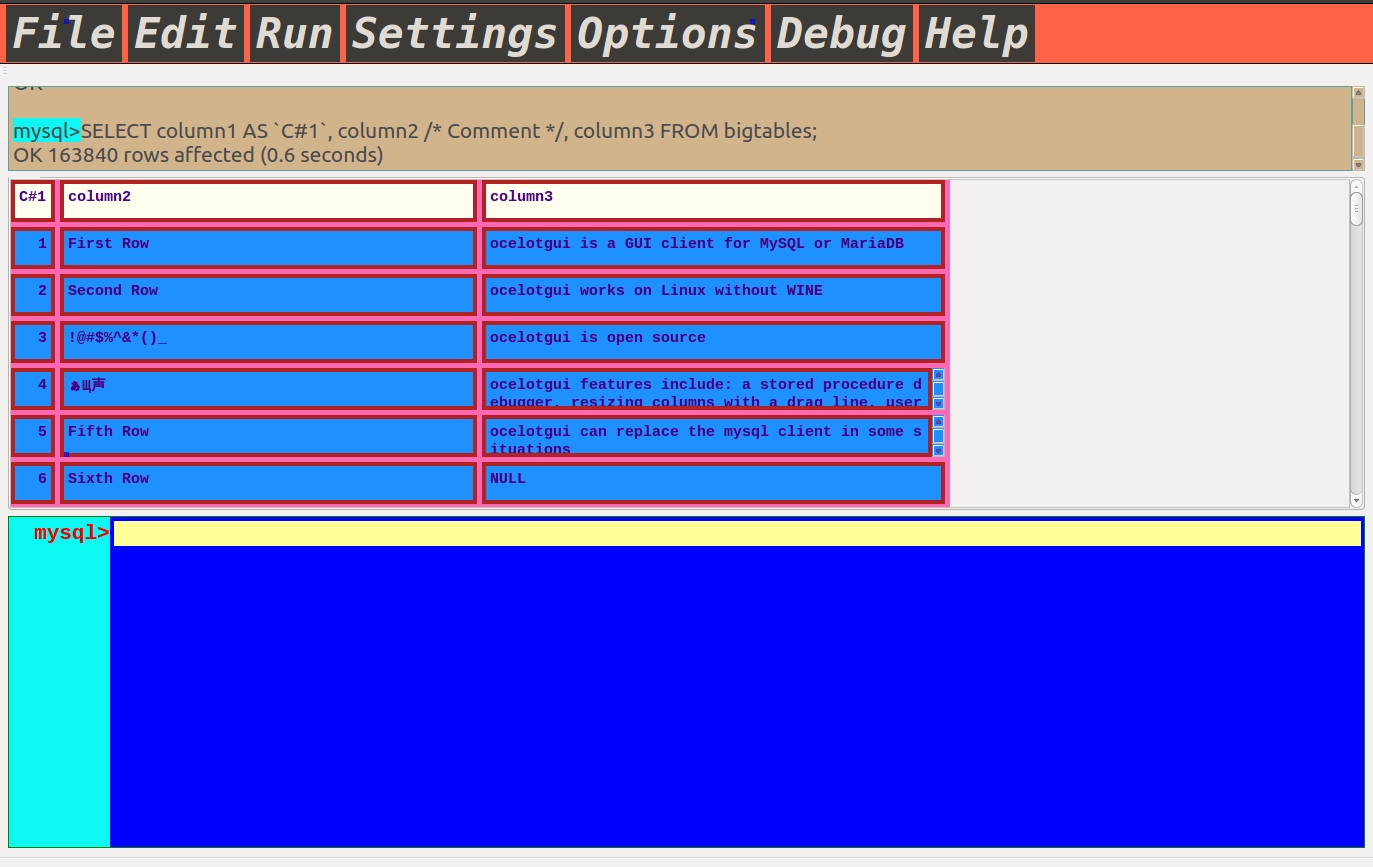 File Edit Run Settings Options Debug Help
OK
mysql>SELECT column1 AS `C#1`, column2 /* Comment */, column3 FROM bigtables;
OK 163840 rows affected (0.6 seconds)
C#1 column2 column3
1 First Row ocelotgui is a GUI client for MySQL or MariaDB
2 Second Row ocelotgui works on Linux without WINE
3 !@#$%^&*()_ ocelotgui is open source
4 あщ声 ocelotgui features include: a stored procedure d
ebugger, resizing columns with a drag line, user
5 Fifth Row ocelotgui can replace the mysql client in some s
ituations
6 Sixth Row NULL
mysql>